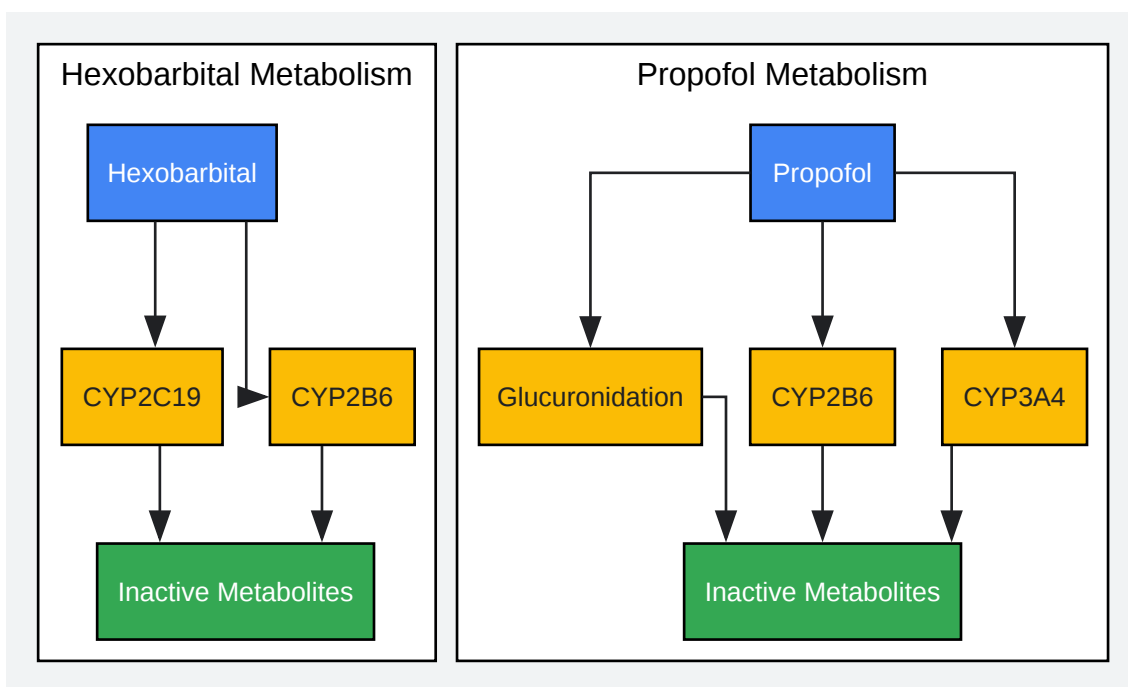 Hexobarbital Metabolism
Hexobarbital
CYP2C19
CYP2B6
Inactive Metabolites
Propofol Metabolism
Propofol
Glucuronidation
CYP2B6
CYP3A4
Inactive Metabolites